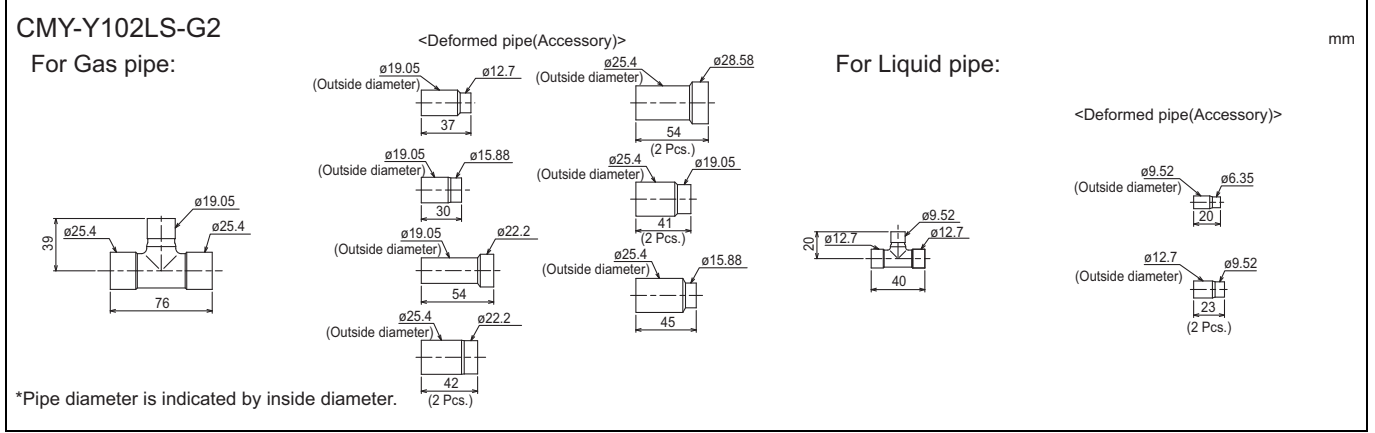 CMY-Y102LS-G2
mm
For Gas pipe:
<Deformed pipe(Accessory)>
ø19.05
(Outside diameter)
ø12.7
37
ø25.4
(Outside diameter)
ø28.58
54
(2 Pcs.)
ø19.05
(Outside diameter)
ø15.88
30
ø25.4
(Outside diameter)
ø19.05
41
(2 Pcs.)
ø19.05
(Outside diameter)
ø22.2
54
ø25.4
(Outside diameter)
ø15.88
45
ø25.4
(Outside diameter)
ø22.2
42
(2 Pcs.)
ø19.05
39
ø25.4
ø25.4
76
For Liquid pipe:
<Deformed pipe(Accessory)>
ø9.52
20
ø12.7
ø12.7
40
ø9.52
(Outside diameter)
ø6.35
20
ø12.7
(Outside diameter)
ø9.52
23
(2 Pcs.)
*Pipe diameter is indicated by inside diameter.